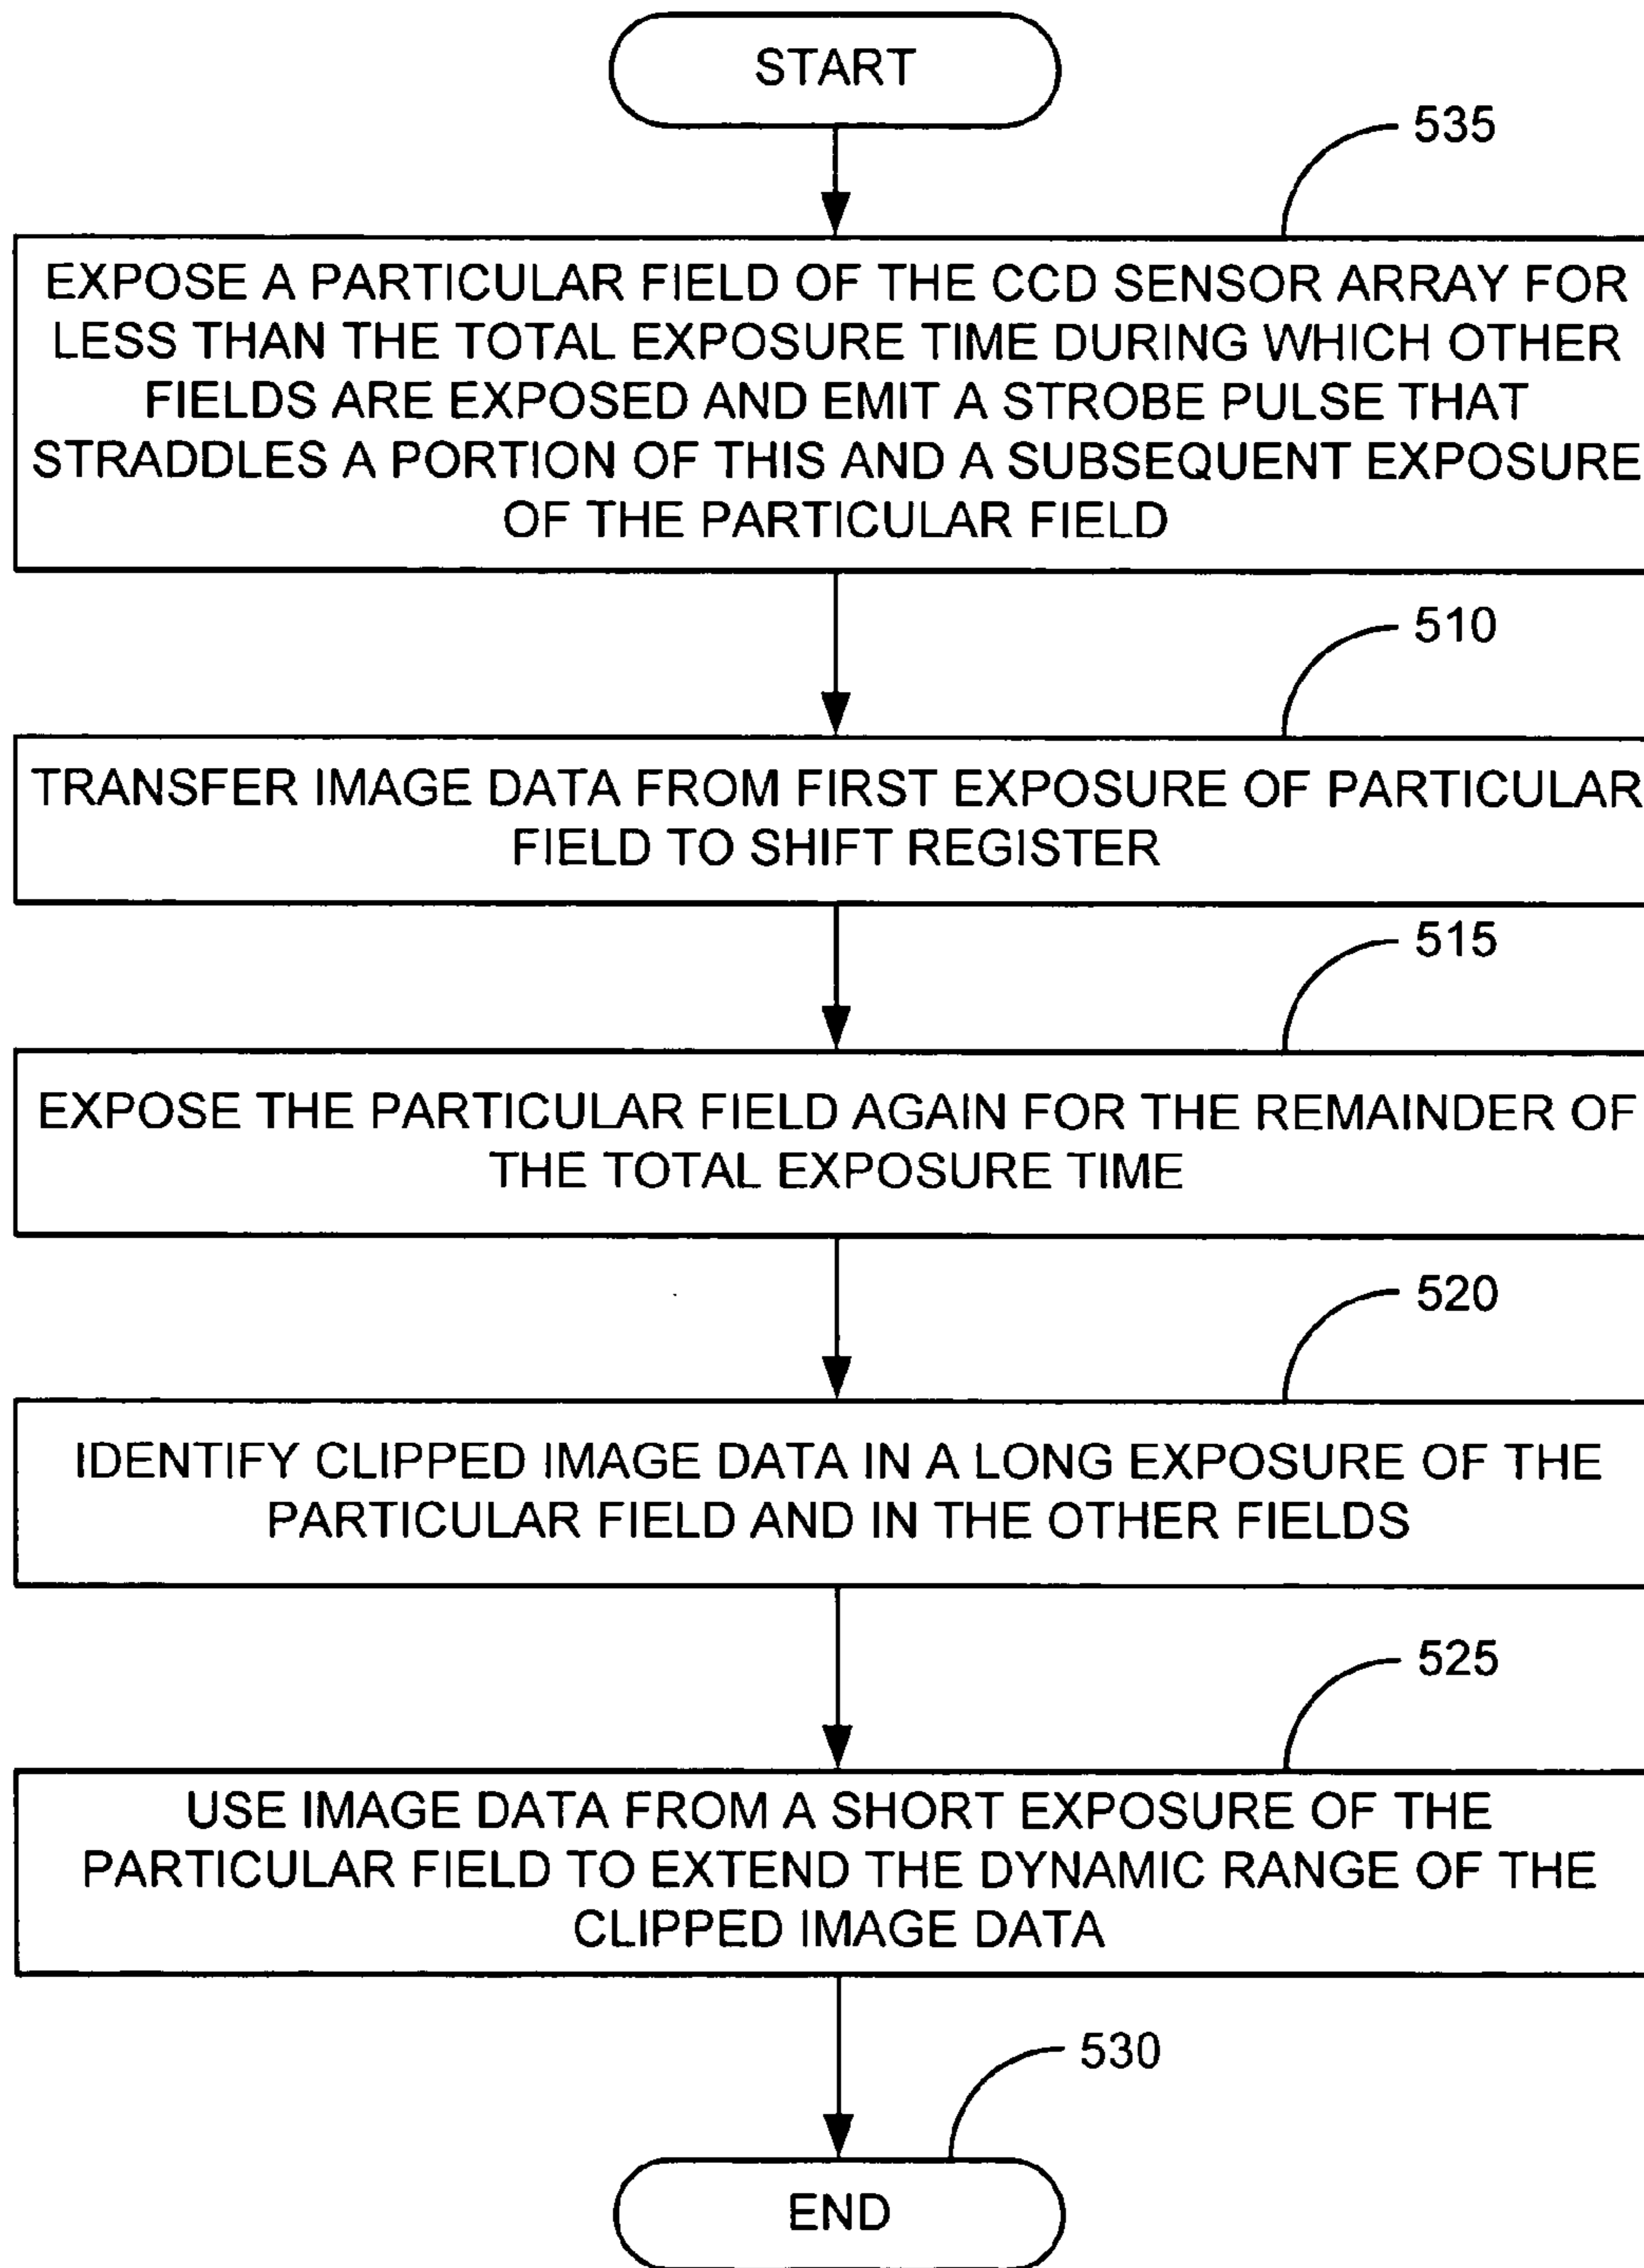 START
535
EXPOSE A PARTICULAR FIELD OF THE CCD SENSOR ARRAY FOR
LESS THAN THE TOTAL EXPOSURE TIME DURING WHICH OTHER
FIELDS ARE EXPOSED AND EMIT A STROBE PULSE THAT
STRADDLES A PORTION OF THIS AND A SUBSEQUENT EXPOSURE
OF THE PARTICULAR FIELD
510
TRANSFER IMAGE DATA FROM FIRST EXPOSURE OF PARTICULAR
FIELD TO SHIFT REGISTER
515
EXPOSE THE PARTICULAR FIELD AGAIN FOR THE REMAINDER OF
THE TOTAL EXPOSURE TIME
520
IDENTIFY CLIPPED IMAGE DATA IN A LONG EXPOSURE OF THE
PARTICULAR FIELD AND IN THE OTHER FIELDS
525
USE IMAGE DATA FROM A SHORT EXPOSURE OF THE
PARTICULAR FIELD TO EXTEND THE DYNAMIC RANGE OF THE
CLIPPED IMAGE DATA
530
END